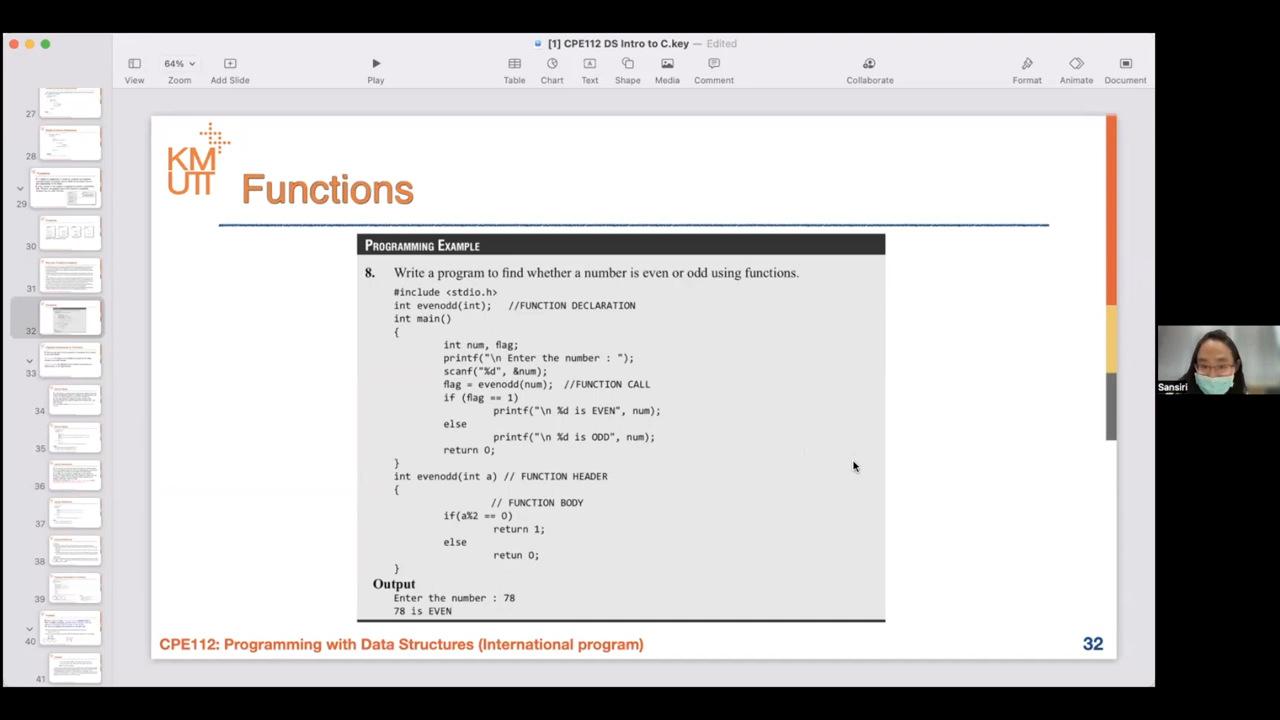 [1] CPE112 DS Intro to C.key — Edited
64%
View Zoom Add Slide Play Table Chart Text Shape Media Comment Collaborate Format Animate Document
27
28
29
30
31
32
33
34
35
36
37
38
39
40
41
KM
UTT
Functions
PROGRAMMING EXAMPLE
8. Write a program to find whether a number is even or odd using functions.
#include <stdio.h>
int evenodd(int); //FUNCTION DECLARATION
int main()
{
int num, flag;
printf("\n Enter the number : ");
scanf("%d", &num);
flag = evenodd(num); //FUNCTION CALL
if (flag == 1)
printf("\n %d is EVEN", num);
else
printf("\n %d is ODD", num);
return 0;
}
int evenodd(int a) // FUNCTION HEADER
{
// FUNCTION BODY
if(a%2 == 0)
return 1;
else
retun 0;
}
Output
Enter the number : 78
78 is EVEN
CPE112: Programming with Data Structures (International program)
32
Sansiri